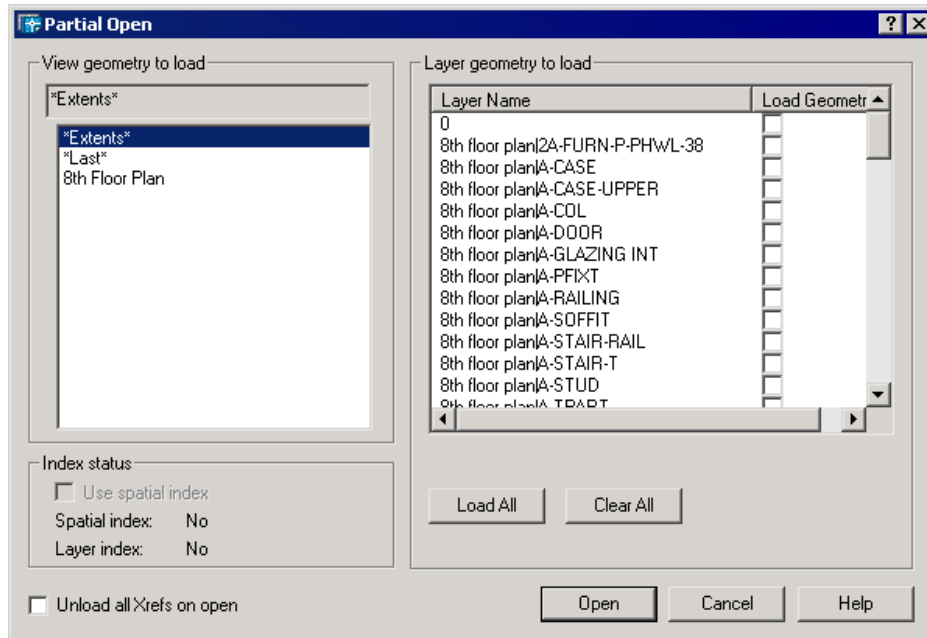 Partial Open
View geometry to load
*Extents*
*Extents*
*Last*
8th Floor Plan
Index status
Use spatial index
Spatial index: No
Layer index: No
Unload all Xrefs on open
Layer geometry to load
Layer Name Load Geometr
0
8th floor plan|2A-FURN-P-PHWL-38
8th floor plan|A-CASE
8th floor plan|A-CASE-UPPER
8th floor plan|A-COL
8th floor plan|A-DOOR
8th floor plan|A-GLAZING INT
8th floor plan|A-PFIXT
8th floor plan|A-RAILING
8th floor plan|A-SOFFIT
8th floor plan|A-STAIR-RAIL
8th floor plan|A-STAIR-T
8th floor plan|A-STUD
8th floor plan|A-TPART
Load All Clear All
Open Cancel Help